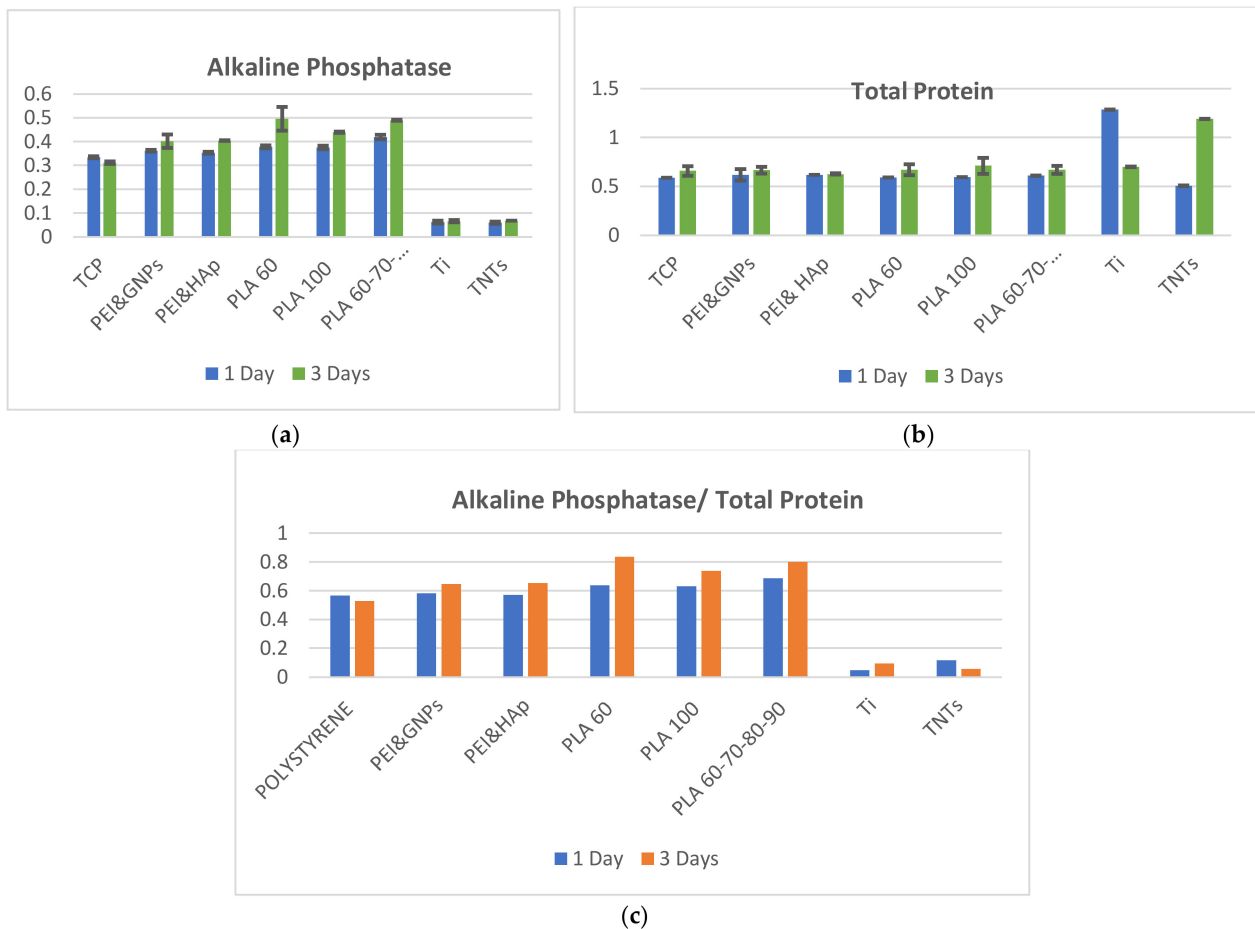 Alkaline Phosphatase
0.6
0.5
0.4
0.3
0.2
0.1
0
TCP
PEI&GNPs
PEI&HAp
PLA 60
PLA 100
PLA 60-70-...
Ti
TNTs
1 Day
3 Days
(a)
Total Protein
1.5
1
0.5
0
TCP
PEI&GNPs
PEI& HAp
PLA 60
PLA 100
PLA 60-70-...
Ti
TNTs
1 Day
3 Days
(b)
Alkaline Phosphatase/ Total Protein
1
0.8
0.6
0.4
0.2
0
POLYSTYRENE
PEI&GNPs
PEI&HAp
PLA 60
PLA 100
PLA 60-70-80-90
Ti
TNTs
1 Day
3 Days
(c)